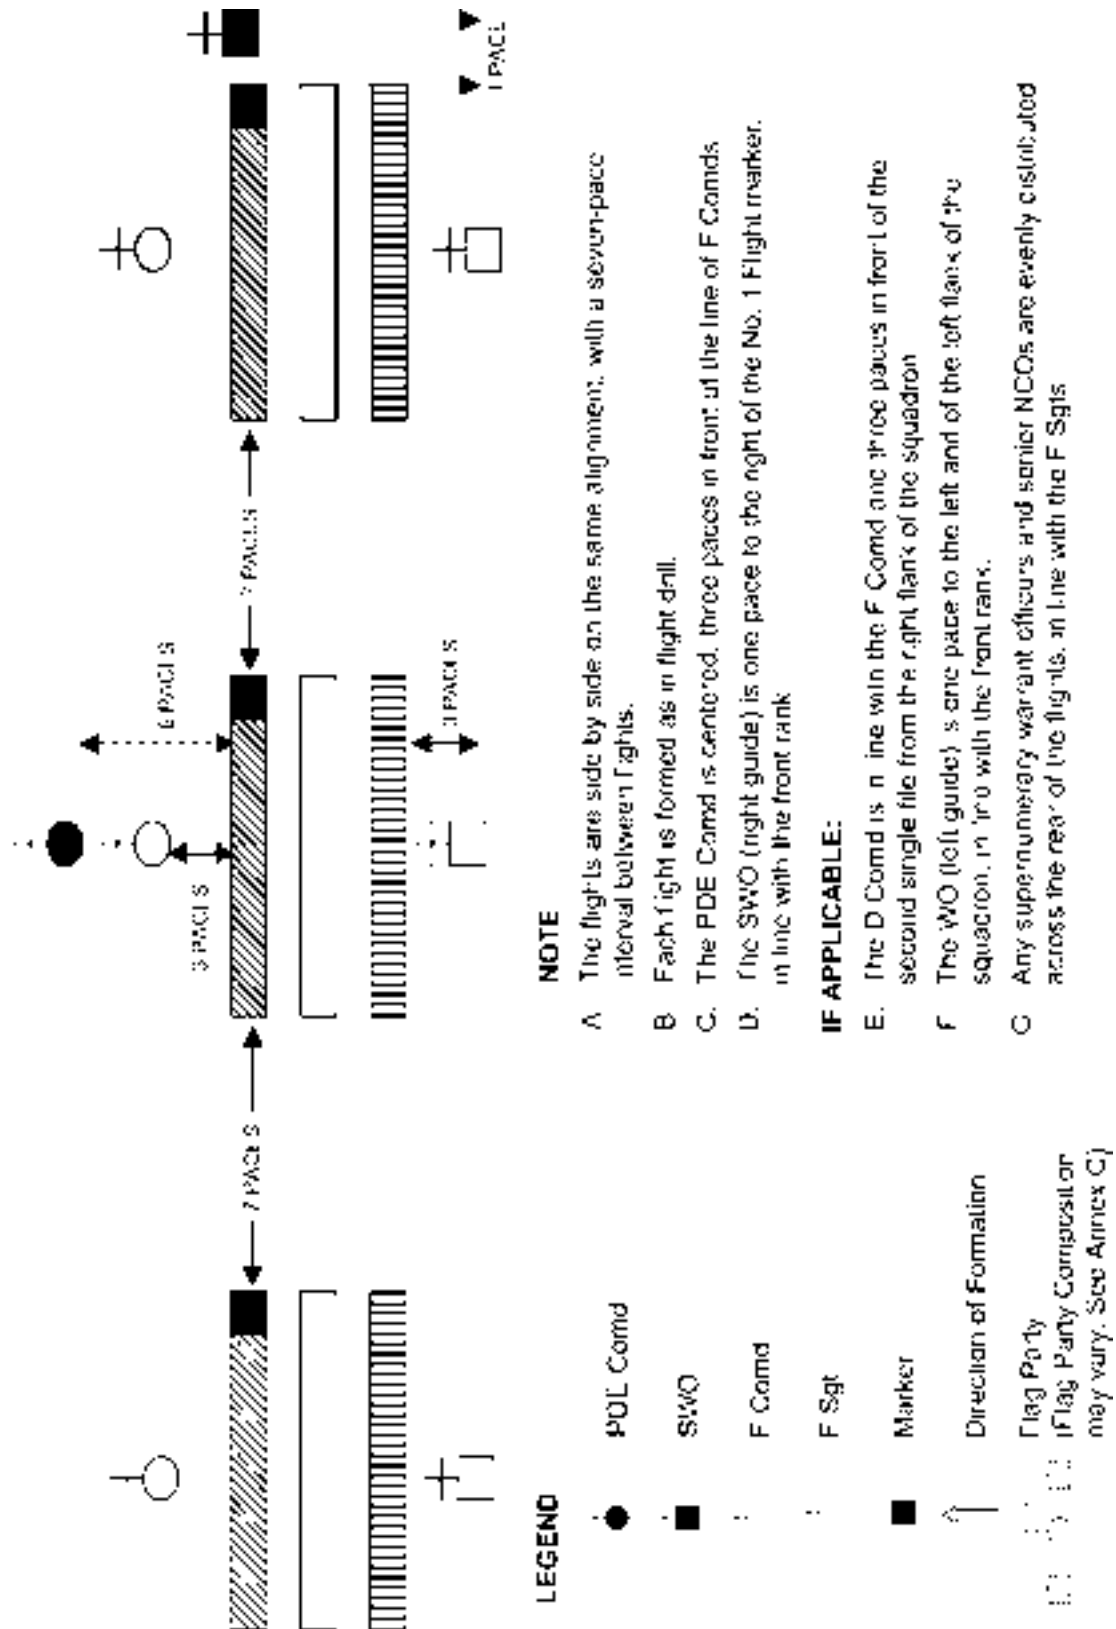 1 PACE
7 PACES
6 PACES
3 PACES
3 PACES
7 PACES
NOTE
A The flights are side by side on the same alignment, with a seven-pace
interval between flights.
B Each flight is formed as in flight drill.
C. The PDE Comd is centered, three paces in front of the line of F Comds
D. The SWO (right guide) is one pace to the right of the No. 1 Flight marker,
in line with the front rank
IF APPLICABLE:
E. The D Comd is in line with the F Comd and three paces in front of the
second single file from the right flank of the squadron
F The WO (left guide) is one pace to the left and of the left flank of the
squadron, in line with the front rank.
G Any supernumerary warrant officers and senior NCOs are evenly distributed
across the rear of the flights, in line with the F Sgts
LEGEND
PDE Comd
SWO
F Comd
F Sgt
Marker
Direction of Formation
Flag Party
(Flag Party Composition
may vary. See Annex C)